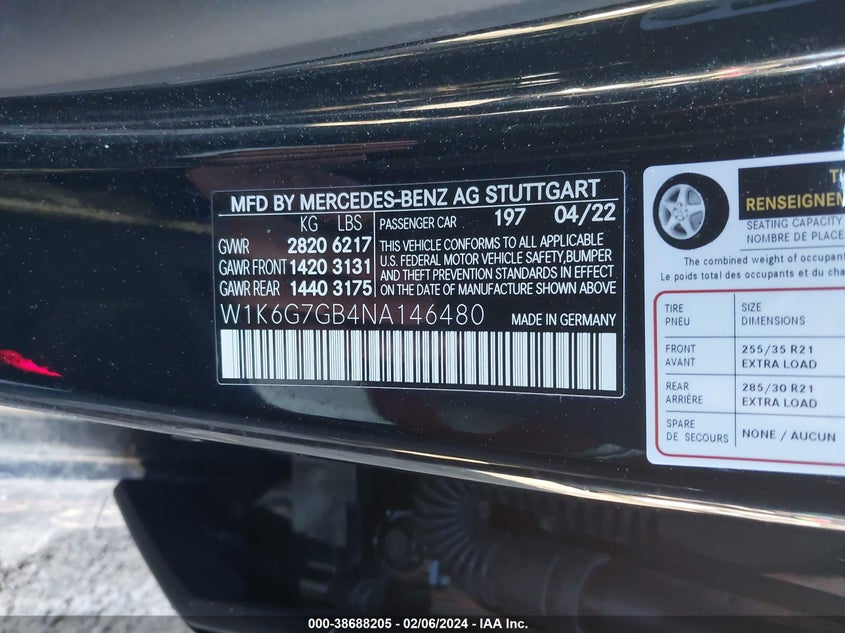 MFD BY MERCEDES-BENZ AG STUTTGART
KG LBS
GVWR 2820 6217
GAWR FRONT 1420 3131
GAWR REAR 1440 3175
PASSENGER CAR 197 04/22
THIS VEHICLE CONFORMS TO ALL APPLICABLE
U.S. FEDERAL MOTOR VEHICLE SAFETY,BUMPER
AND THEFT PREVENTION STANDARDS IN EFFECT
ON THE DATE OF MANUFACTURE SHOWN ABOVE
W1K6G7GB4NA146480 MADE IN GERMANY
SEATING CAPACITY
NOMBRE DE PLACE
The combined weight of
Le poids total des occupants et du
TIRE SIZE
PNEU DIMENSIONS
FRONT 255/35 R21
AVANT EXTRA LOAD
REAR 285/30 R21
ARRIÈRE EXTRA LOAD
SPARE
DE SECOURS NONE / AUCUN
000-38688205 - 02/06/2024 - IAA Inc.